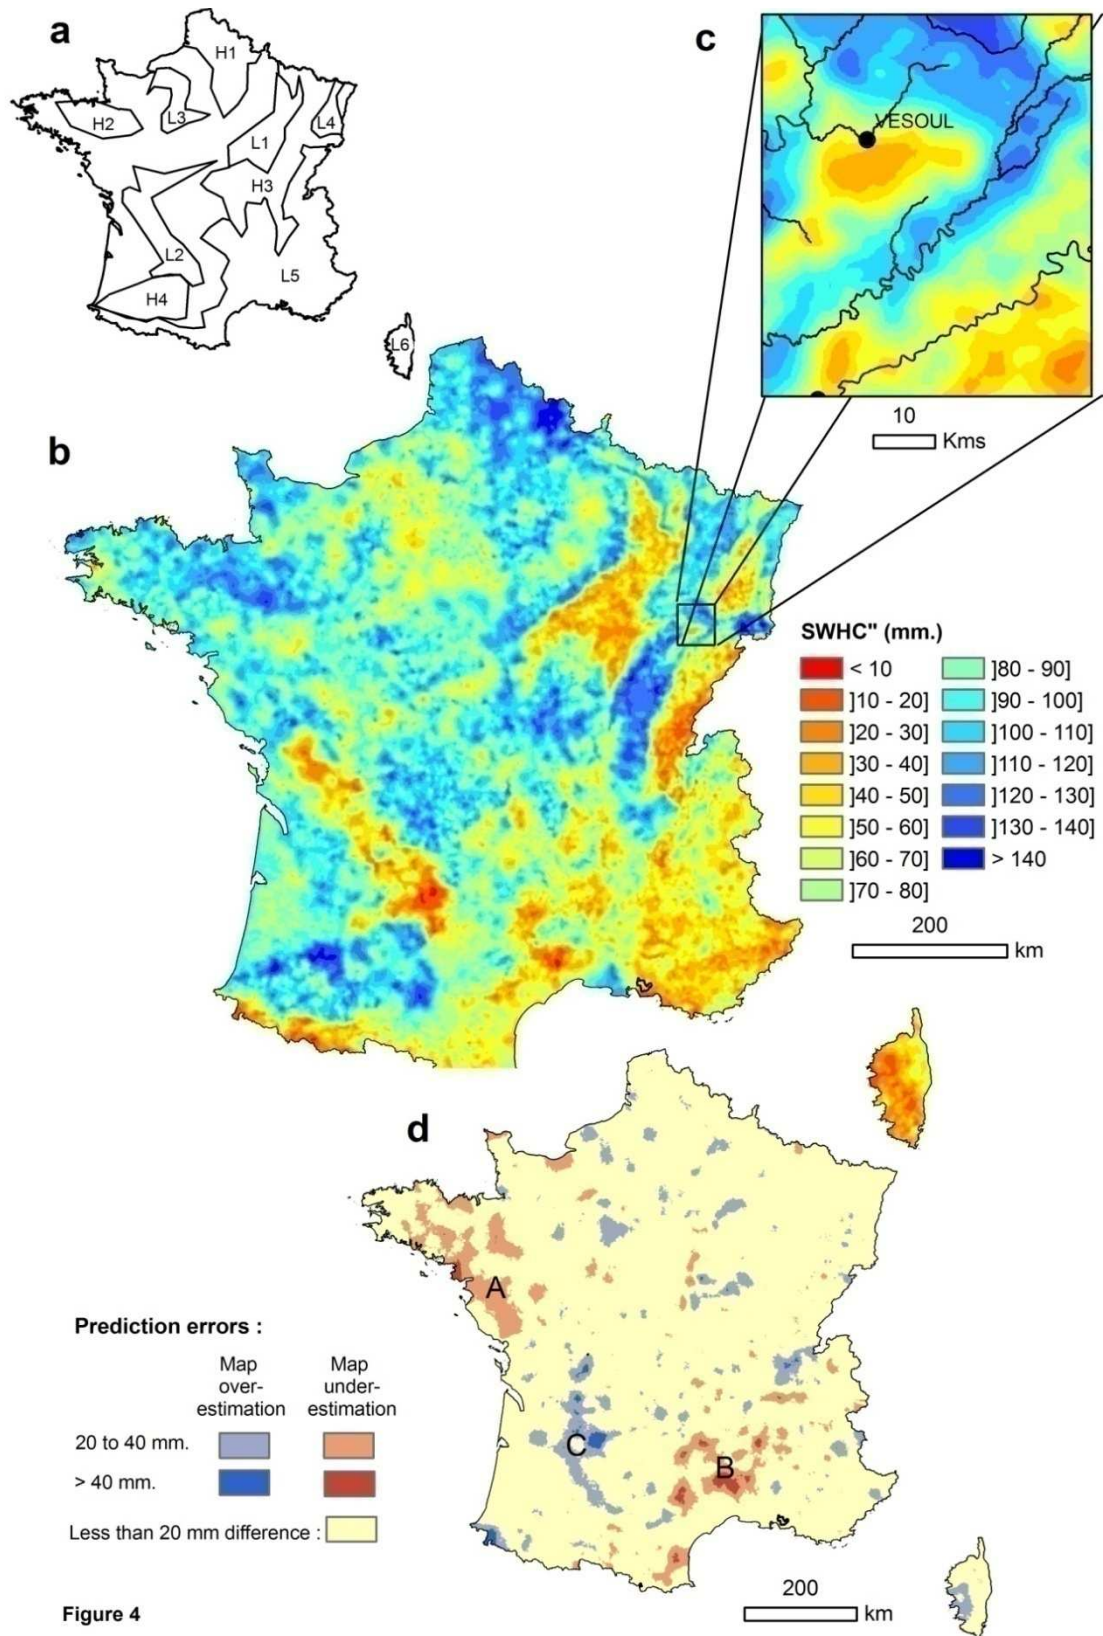 a
H1
H2
L3
L1
L4
H3
L2
L5
H4
L6
c
VESOUL
10
Kms
b
SWHC" (mm.)
< 10
]10 - 20]
]20 - 30]
]30 - 40]
]40 - 50]
]50 - 60]
]60 - 70]
]70 - 80]
]80 - 90]
]90 - 100]
]100 - 110]
]110 - 120]
]120 - 130]
]130 - 140]
> 140
200
km
d
A
B
C
Prediction errors :
Map over-estimation
Map under-estimation
20 to 40 mm.
> 40 mm.
Less than 20 mm difference :
200
km
Figure 4